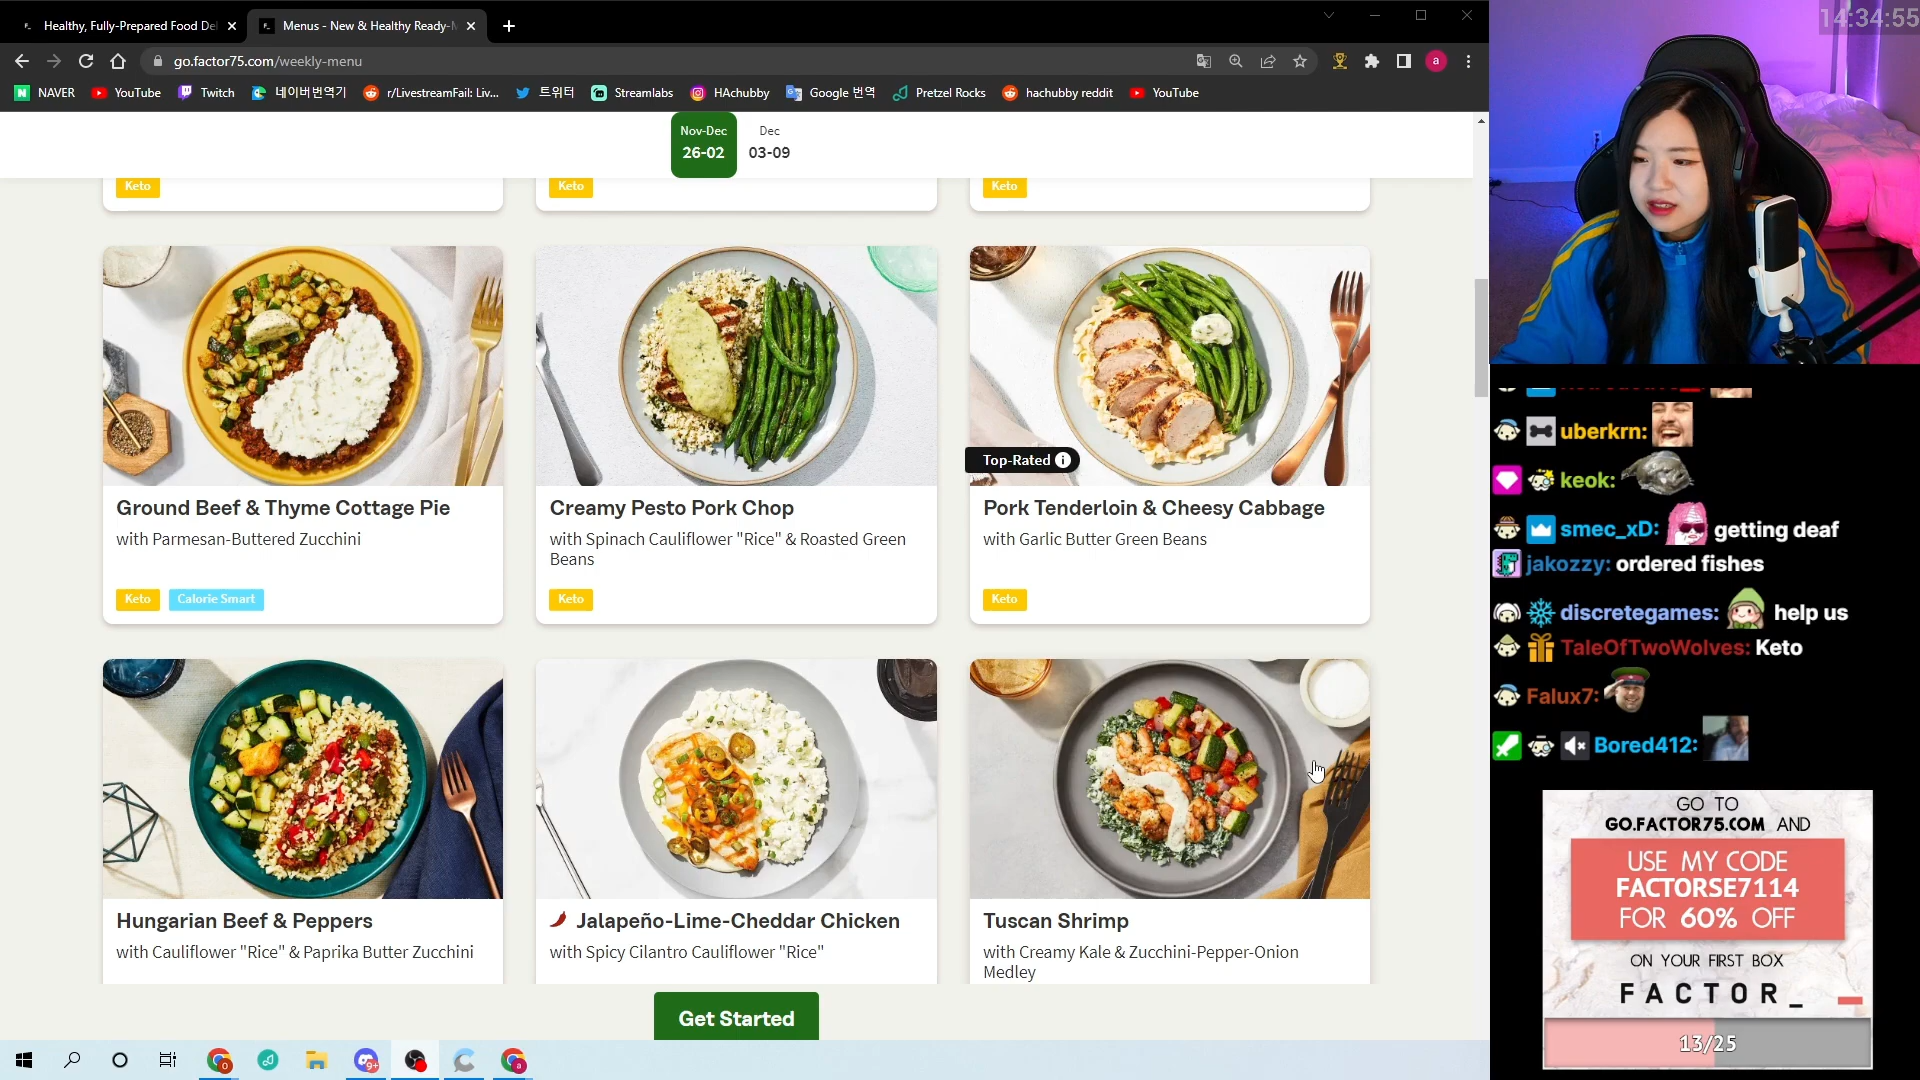 Healthy, Fully-Prepared Food De
Menus - New & Healthy Ready-M
go.factor75.com/weekly-menu
NAVER
YouTube
Twitch
네이버번역기
r/LivestreamFail: Liv...
트위터
Streamlabs
HAchubby
Google 번역
Pretzel Rocks
hachubby reddit
YouTube
14:34:55
Nov-Dec
26-02
Dec
03-09
Keto
Keto
Keto
Ground Beef & Thyme Cottage Pie
with Parmesan-Buttered Zucchini
Keto
Calorie Smart
Creamy Pesto Pork Chop
with Spinach Cauliflower "Rice" & Roasted Green
Beans
Keto
Top-Rated
Pork Tenderloin & Cheesy Cabbage
with Garlic Butter Green Beans
Keto
Hungarian Beef & Peppers
with Cauliflower "Rice" & Paprika Butter Zucchini
Jalapeño-Lime-Cheddar Chicken
with Spicy Cilantro Cauliflower "Rice"
Tuscan Shrimp
with Creamy Kale & Zucchini-Pepper-Onion
Medley
Get Started
uberkrn:
keok:
smec_xD: getting deaf
jakozzy: ordered fishes
discretegames: help us
TaleOfTwoWolves: Keto
Falux7:
Bored412:
GO TO
GO.FACTOR75.COM AND
USE MY CODE
FACTORSE7114
FOR 60% OFF
ON YOUR FIRST BOX
FACTOR_
13/25